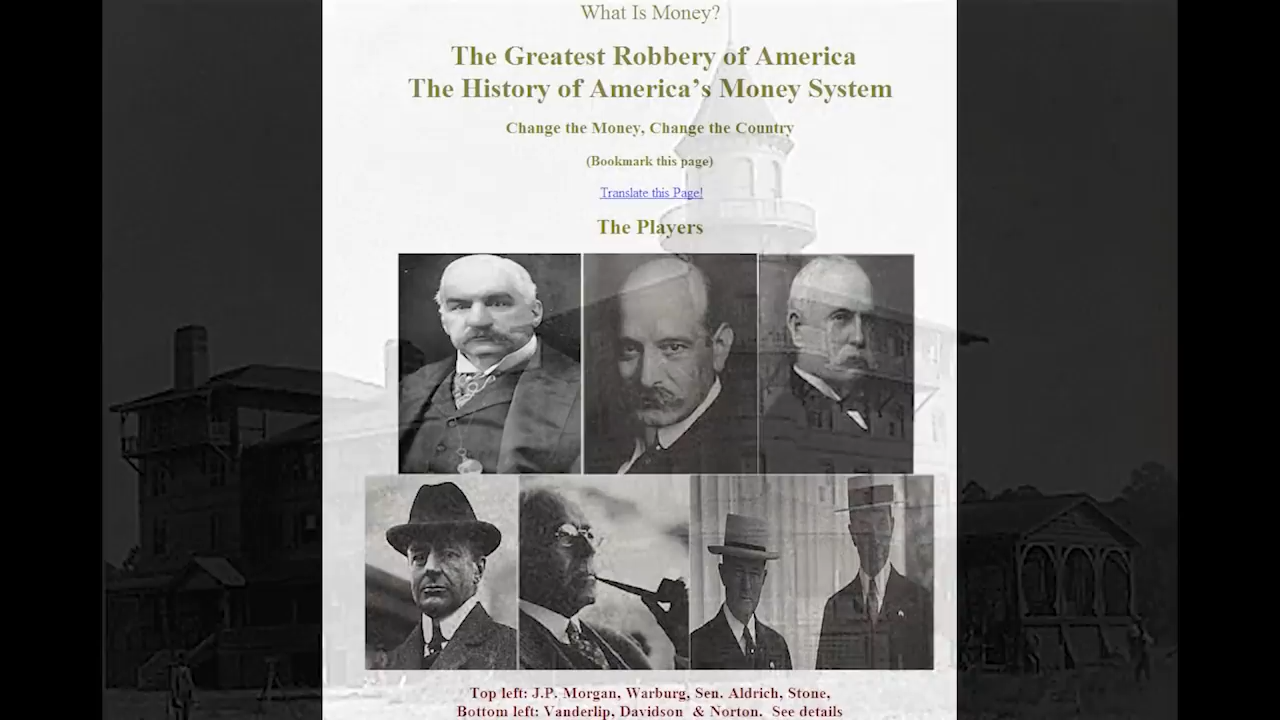 What Is Money?
The Greatest Robbery of America
The History of America’s Money System
Change the Money, Change the Country
(Bookmark this page)
Translate this Page!
The Players
Top left: J.P. Morgan, Warburg, Sen. Aldrich, Stone,
Bottom left: Vanderlip, Davidson & Norton. See details